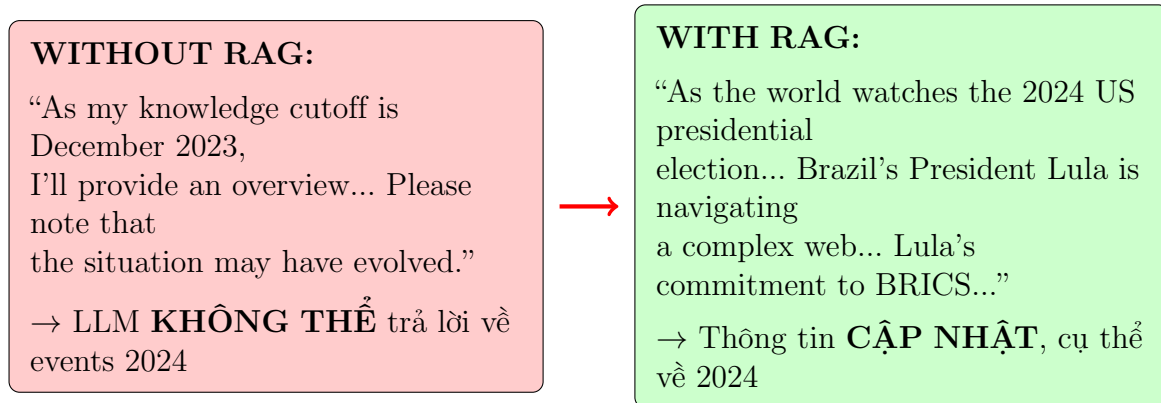 WITHOUT RAG:
“As my knowledge cutoff is
December 2023,
I’ll provide an overview... Please
note that
the situation may have evolved.”
→ LLM KHÔNG THỂ trả lời về
events 2024
WITH RAG:
“As the world watches the 2024 US
presidential
election... Brazil’s President Lula is
navigating
a complex web... Lula’s
commitment to BRICS...”
→ Thông tin CẬP NHẬT, cụ thể
về 2024